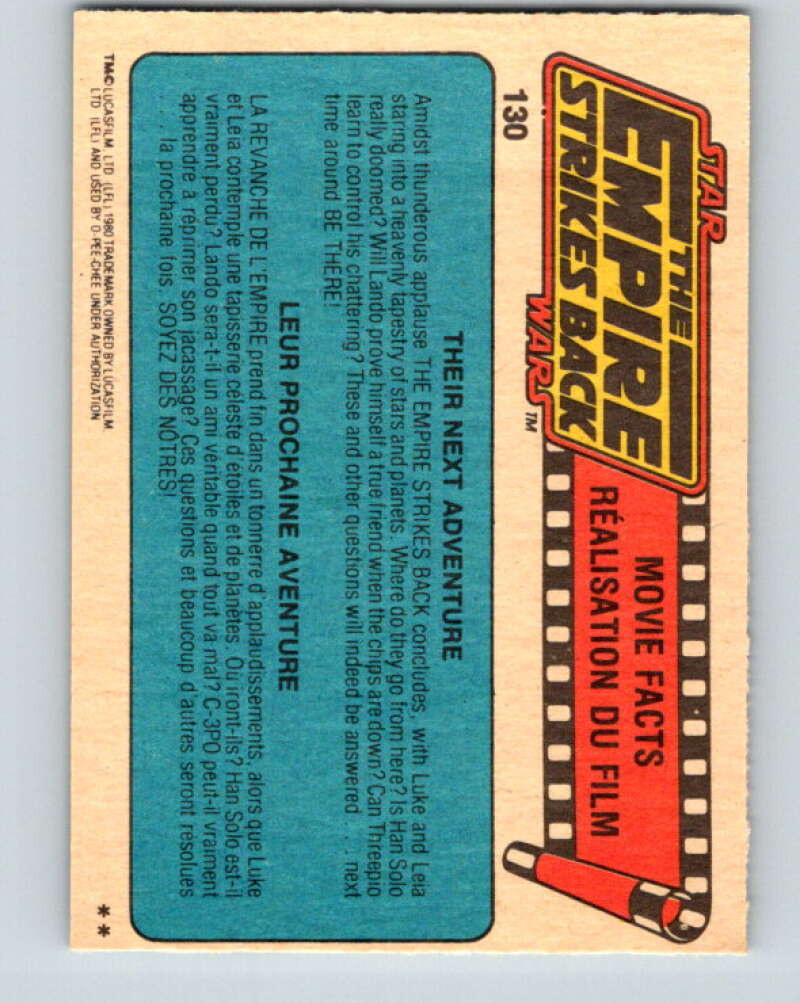 STAR
THE
EMPIRE
STRIKES BACK
WARS™
MOVIE FACTS
RÉALISATION DU FILM
130
THEIR NEXT ADVENTURE
Amidst thunderous applause THE EMPIRE STRIKES BACK concludes, with Luke and Leia
staring into a heavenly tapestry of stars and planets. Where do they go from here? Is Han Solo
really doomed? Will Lando prove himself a true friend when the chips are down? Can Threepio
learn to control his chattering? These and other questions will indeed be answered . . . next
time around BE THERE!
LEUR PROCHAINE AVENTURE
LA REVANCHE DE L'EMPIRE prend fin dans un tonnerre d'applaudissements, alors que Luke
et Leia contemple une tapisserie céleste d'étoiles et de planètes. Où iront-ils? Han Solo est-il
vraiment perdu? Lando sera-t-il un ami véritable quand tout va mal? C-3PO peut-il vraiment
apprendre à réprimer son jacassage? Ces questions et beaucoup d'autres seront résolues
. . . la prochaine fois. SOYEZ DES NÔTRES!
TM© LUCASFILM, LTD. (LFL) 1980 TRADEMARK OWNED BY LUCASFILM,
LTD (LFL) AND USED BY O-PEE-CHEE UNDER AUTHORIZATION
**